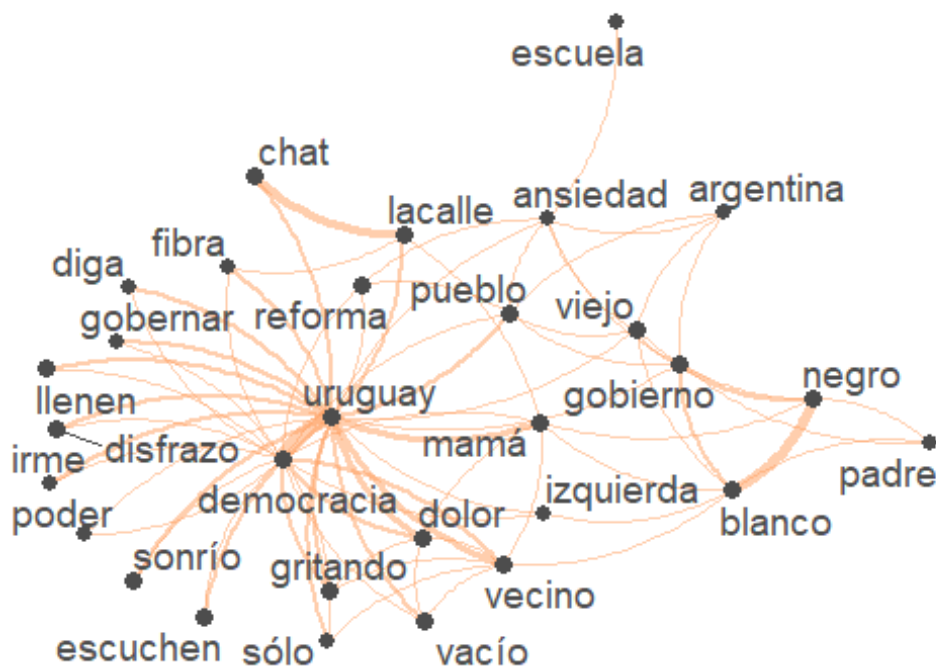 escuela
chat
ansiedad
argentina
lacalle
fibra
diga
pueblo
viejo
gobernar
reforma
negro
llenen
uruguay
gobierno
disfrazo
mamá
irme
padre
democracia
izquierda
poder
dolor
blanco
sonrío
gritando
vecino
escuchen
sólo
vacío